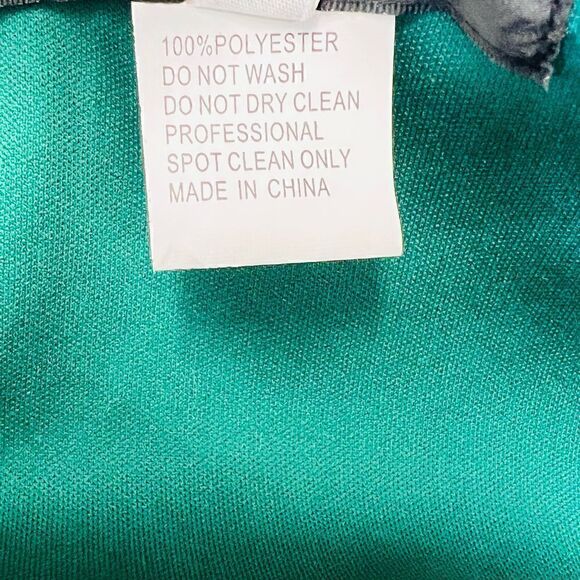 100%POLYESTER
DO NOT WASH
DO NOT DRY CLEAN
PROFESSIONAL
SPOT CLEAN ONLY
MADE IN CHINA